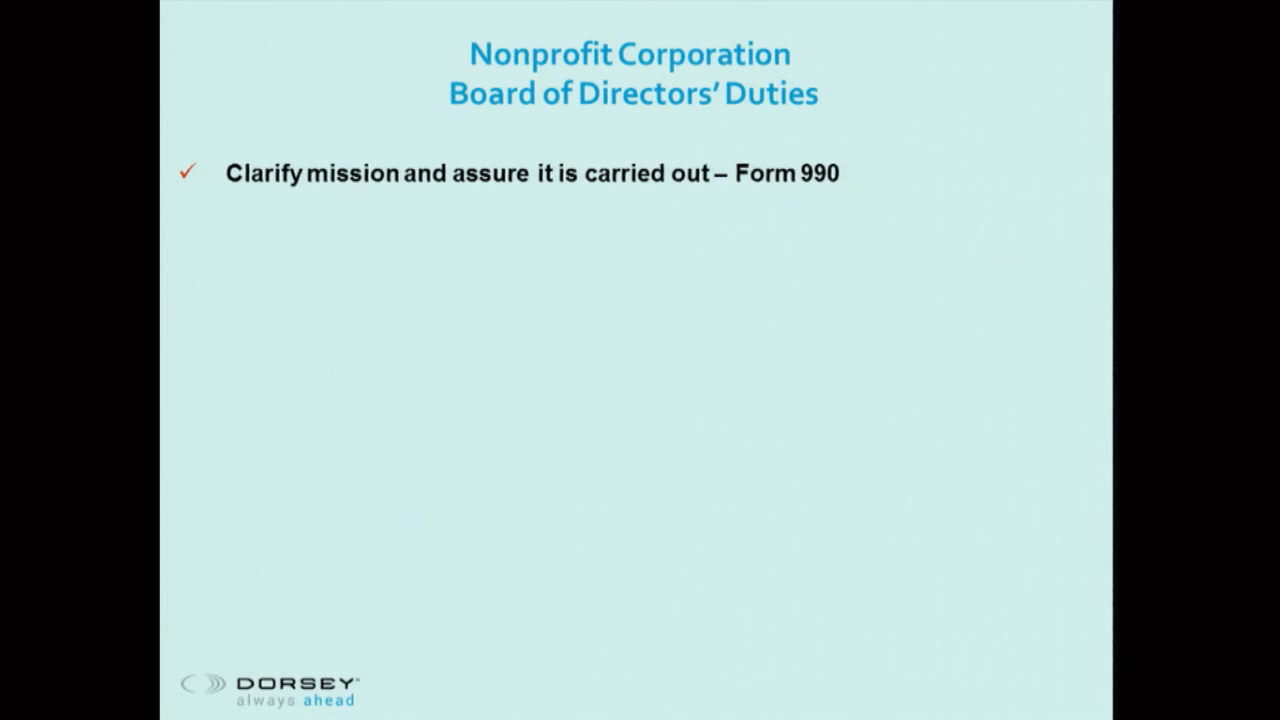 Nonprofit Corporation
Board of Directors' Duties
✓ Clarify mission and assure it is carried out – Form 990
DORSEY
always ahead